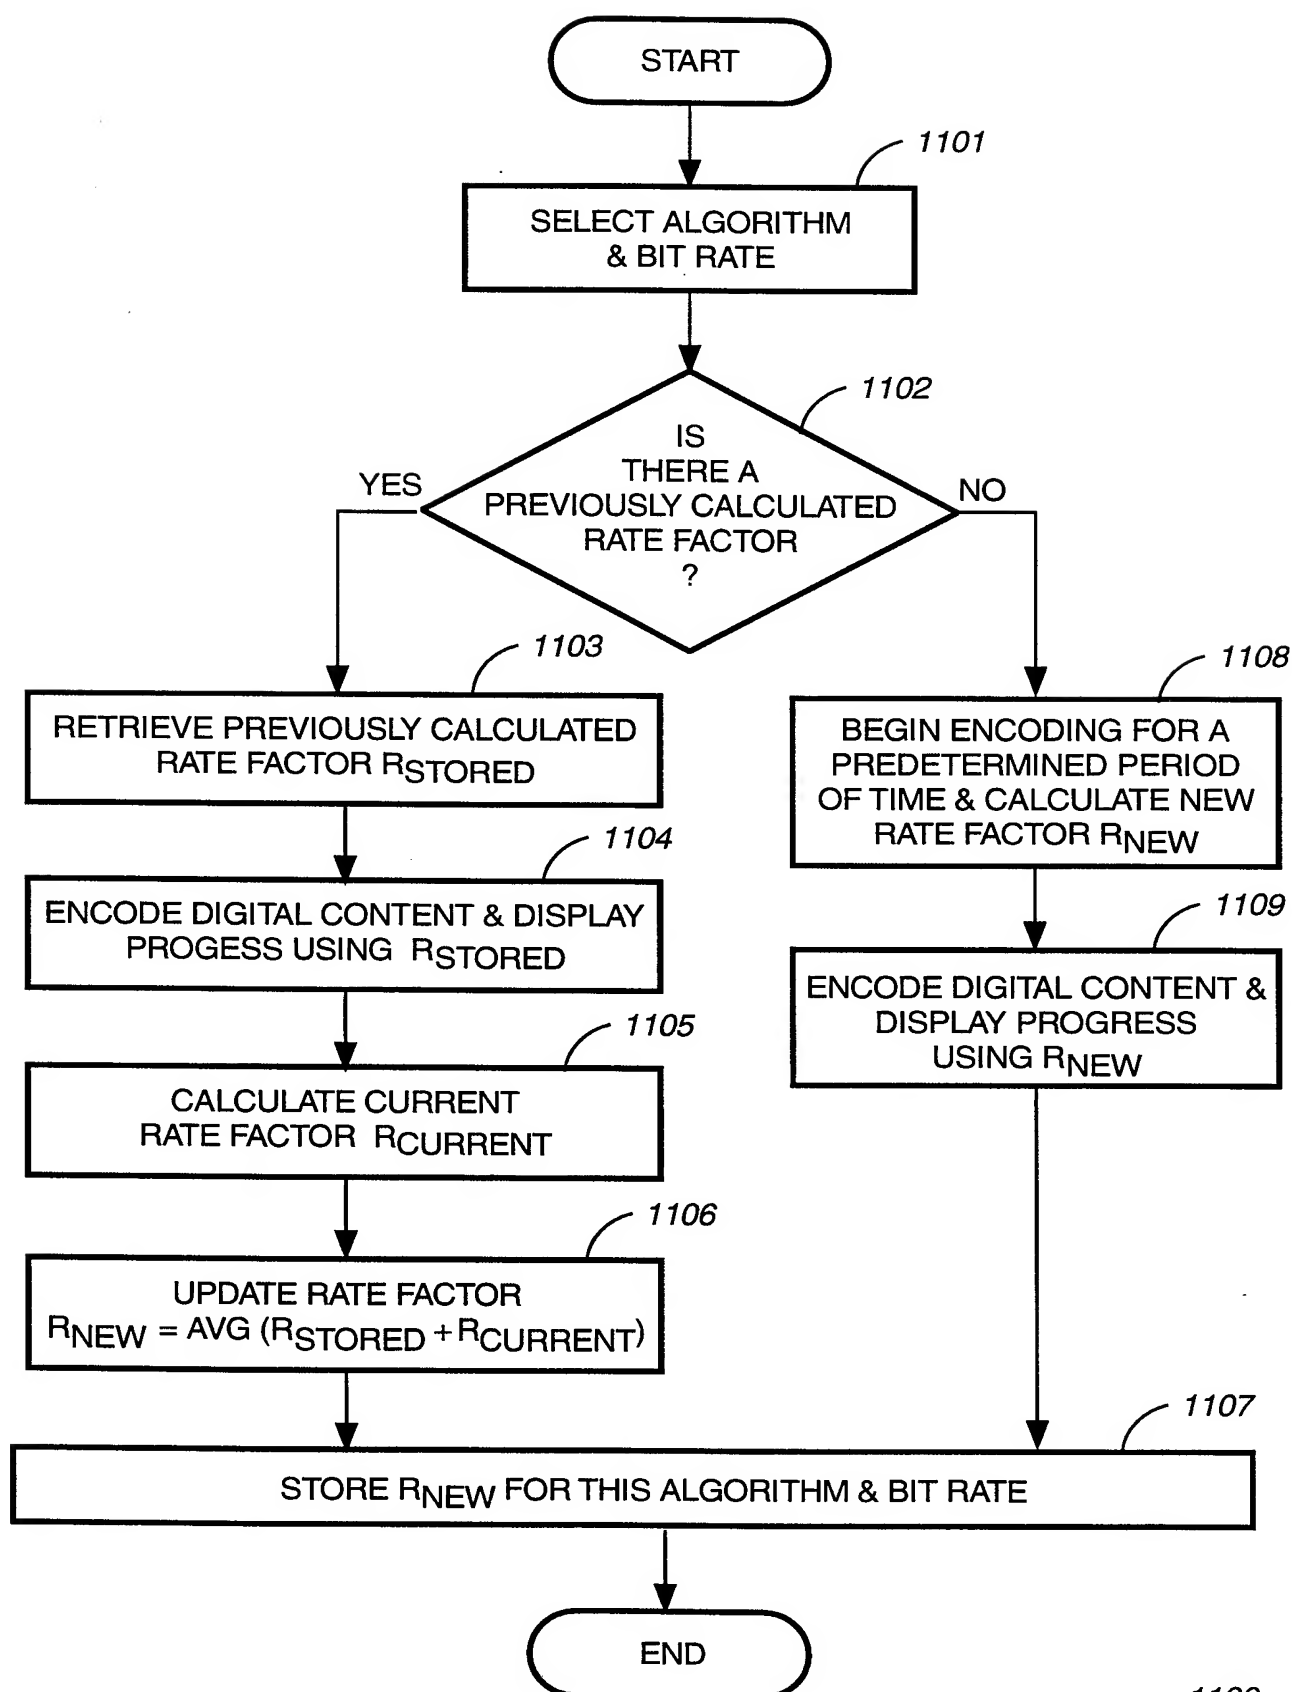 START
1101
SELECT ALGORITHM
& BIT RATE
1102
IS
THERE A
PREVIOUSLY CALCULATED
RATE FACTOR
?
YES
NO
1103
RETRIEVE PREVIOUSLY CALCULATED
RATE FACTOR RSTORED
1108
BEGIN ENCODING FOR A
PREDETERMINED PERIOD
OF TIME & CALCULATE NEW
RATE FACTOR RNEW
1104
ENCODE DIGITAL CONTENT & DISPLAY
PROGESS USING RSTORED
1109
ENCODE DIGITAL CONTENT &
DISPLAY PROGRESS
USING RNEW
1105
CALCULATE CURRENT
RATE FACTOR RCURRENT
1106
UPDATE RATE FACTOR
RNEW = AVG (RSTORED + RCURRENT)
1107
STORE RNEW FOR THIS ALGORITHM & BIT RATE
END